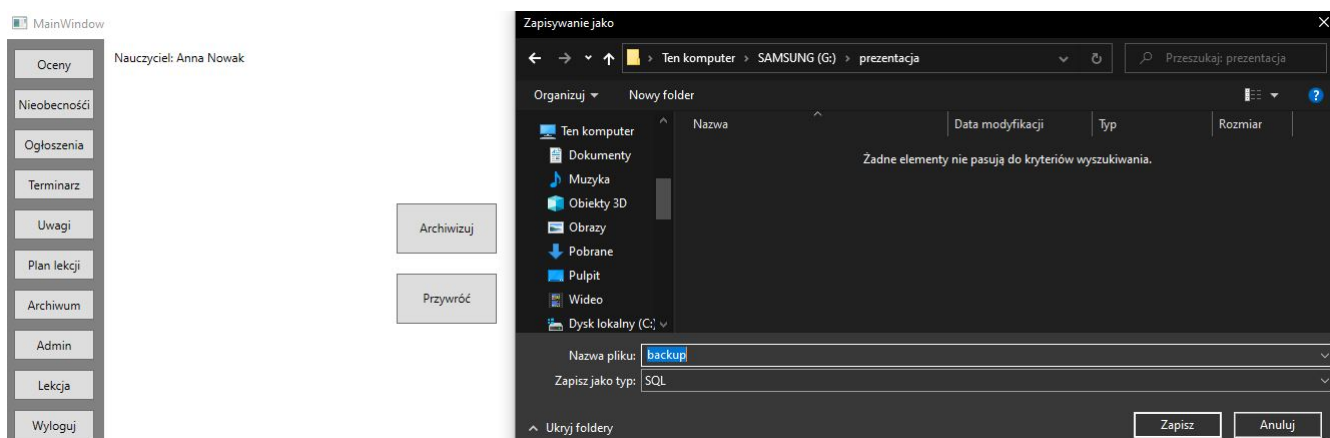 MainWindow
Oceny
Nieobecnośći
Ogłoszenia
Terminarz
Uwagi
Plan lekcji
Archiwum
Admin
Lekcja
Wyloguj
Nauczyciel: Anna Nowak
Archiwizuj
Przywróć
Zapisywanie jako
Ten komputer › SAMSUNG (G:) › prezentacja
Przeszukaj: prezentacja
Organizuj
Nowy folder
Ten komputer
Dokumenty
Muzyka
Obiekty 3D
Obrazy
Pobrane
Pulpit
Wideo
Dysk lokalny (C:)
Nazwa
Data modyfikacji
Typ
Rozmiar
Żadne elementy nie pasują do kryteriów wyszukiwania.
Nazwa pliku: backup
Zapisz jako typ: SQL
Ukryj foldery
Zapisz
Anuluj